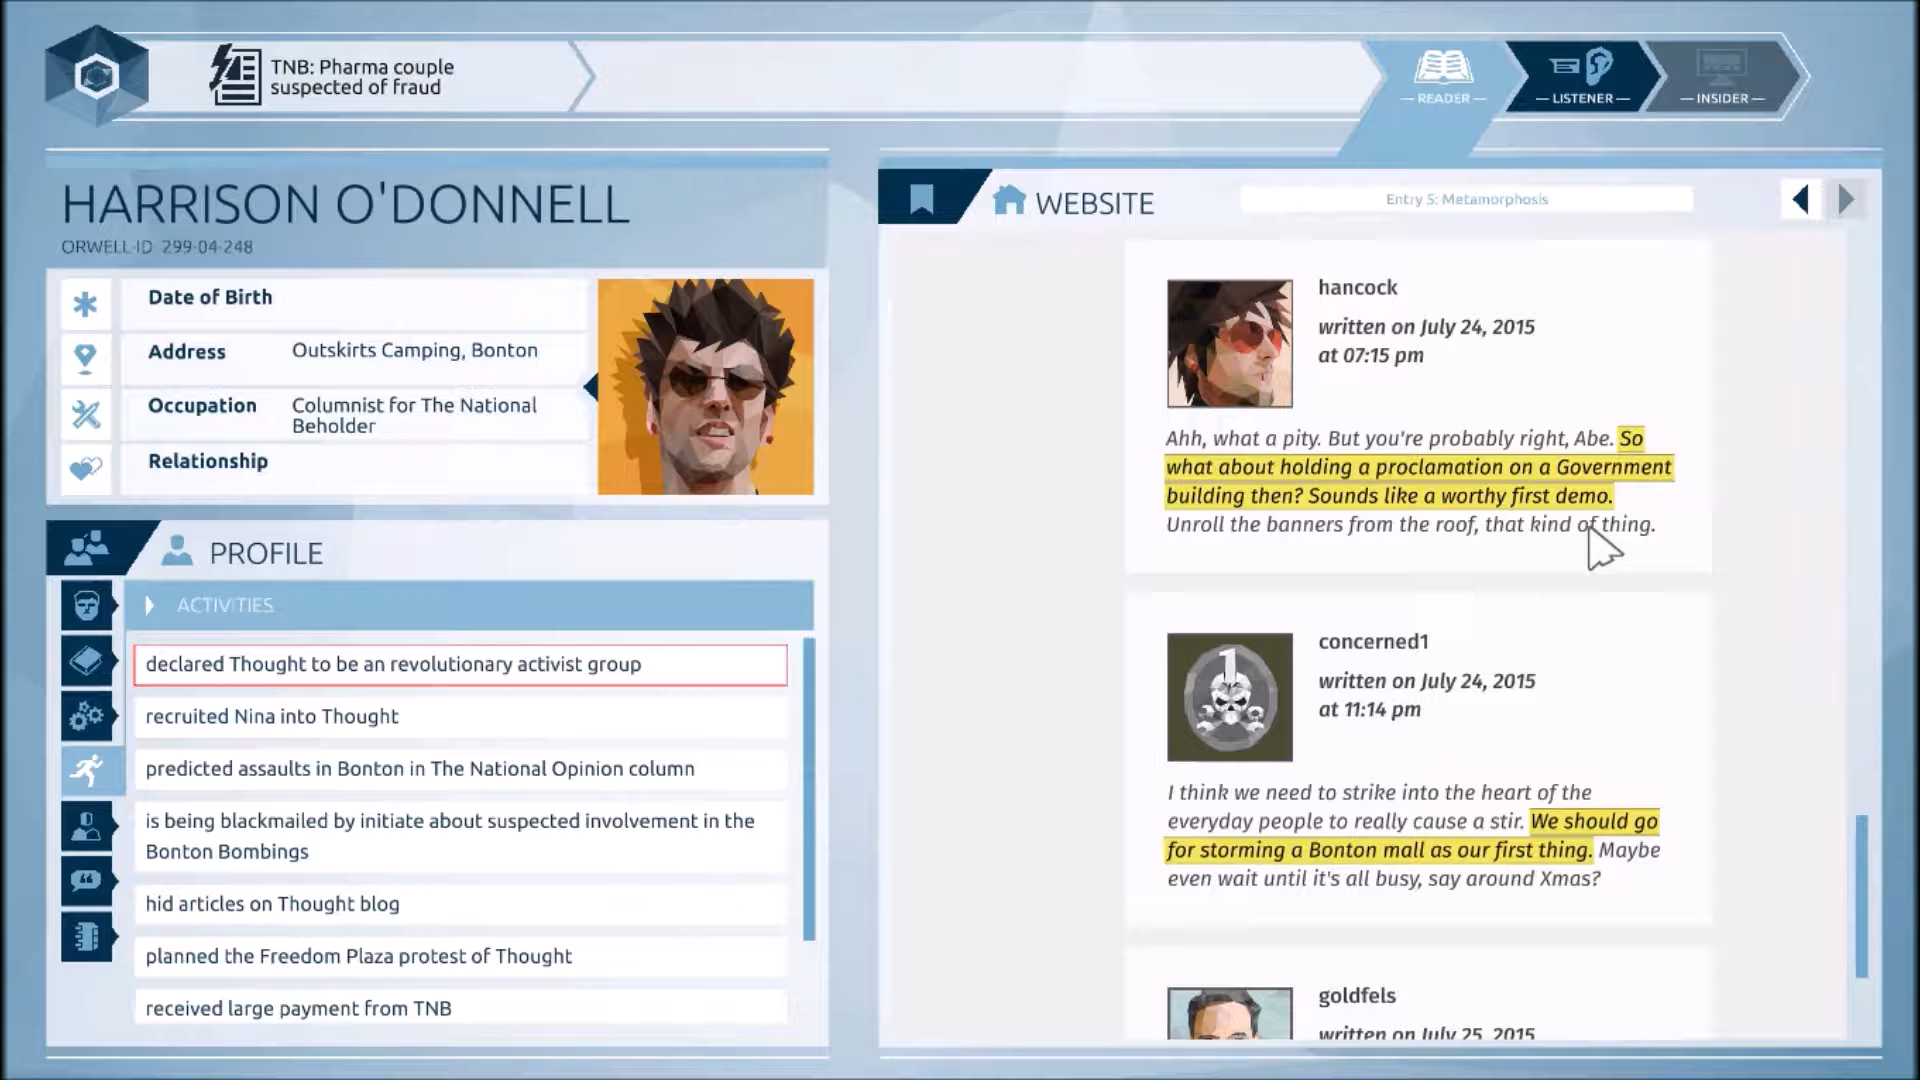 TNB: Pharma couple
suspected of fraud
— READER —
— LISTENER —
— INSIDER —
HARRISON O'DONNELL
ORWELL-ID 299-04-248
Date of Birth
Address Outskirts Camping, Bonton
Occupation Columnist for The National
Beholder
Relationship
PROFILE
ACTIVITIES
declared Thought to be an revolutionary activist group
recruited Nina into Thought
predicted assaults in Bonton in The National Opinion column
is being blackmailed by initiate about suspected involvement in the
Bonton Bombings
hid articles on Thought blog
planned the Freedom Plaza protest of Thought
received large payment from TNB
WEBSITE
Entry 5: Metamorphosis
hancock
written on July 24, 2015
at 07:15 pm
Ahh, what a pity. But you're probably right, Abe. So
what about holding a proclamation on a Government
building then? Sounds like a worthy first demo.
Unroll the banners from the roof, that kind of thing.
concerned1
written on July 24, 2015
at 11:14 pm
1
I think we need to strike into the heart of the
everyday people to really cause a stir. We should go
for storming a Bonton mall as our first thing. Maybe
even wait until it's all busy, say around Xmas?
goldfels
written on July 25, 2015